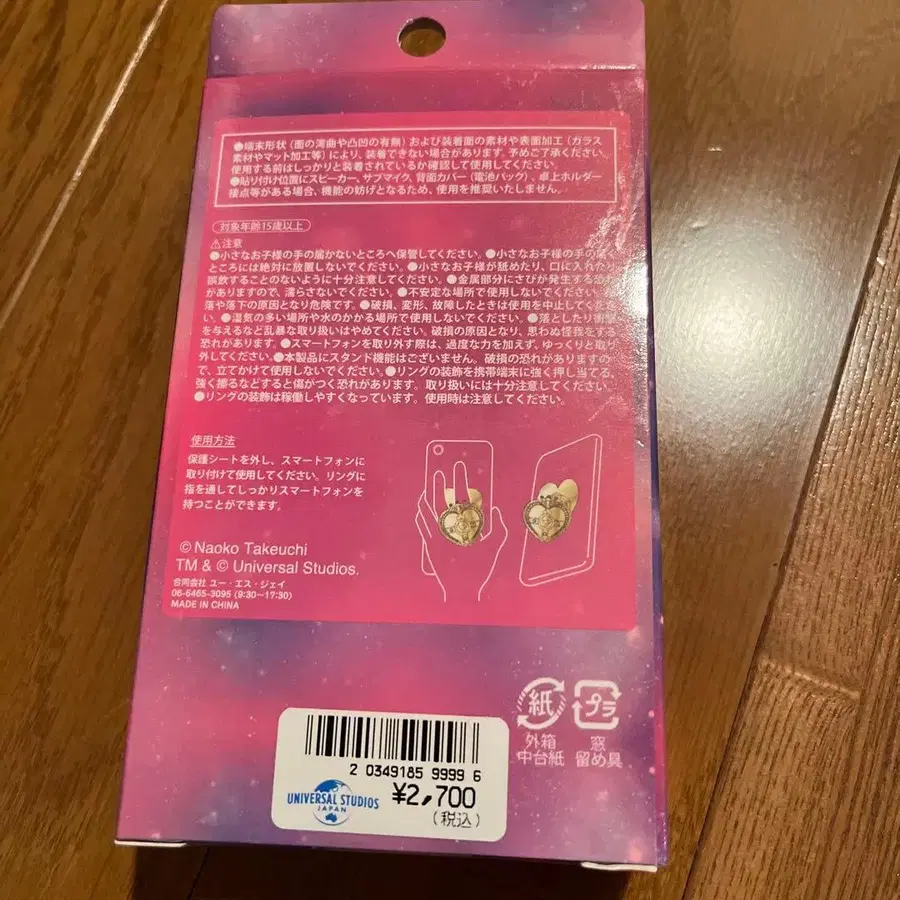 ●端末形状(面の湾曲や凸凹の有無)および装着面の素材や表面加工(ガラス
素材やマット加工等)により、装着できない場合があります。予めご了承ください。
使用する前はしっかりと装着されているか確認して使用してください。
●貼り付け位置にスピーカー、サブマイク、背面カバー(電池パック)、卓上ホルダー
接点等がある場合、機能の妨げとなるため、使用を推奨いたしません。
対象年齢15歳以上
⚠注意
●小さなお子様の手の届かないところへ保管してください。●小さなお子様の手の届く
ところには絶対に放置しないでください。●小さなお子様が舐めたり、口に入れたり
誤飲することのないように十分注意してください。●金属部分にさびが発生する恐れ
がありますので、濡らさないでください。●不安定な場所で使用しないでください。
落や落下の原因となり危険です。●破損、変形、故障したときは使用を中止してくださ
い。●湿気の多い場所や水のかかる場所で使用しないでください。●落としたり衝撃
を与えるなど乱暴な取り扱いはやめてください。破損の原因となり、思わぬ怪我をする
恐れがあります。●スマートフォンを取り外す際は、過度な力を加えず、ゆっくりと取り
外してください。●本製品にスタンド機能はございません。破損の恐れがありますの
で、立てかけて使用しないでください。●リングの装飾を携帯端末に強く押し当てる、
強く擦るなどすると傷がつく恐れがあります。取り扱いには十分注意してください。
●リングの装飾は稼働しやすくなっています。使用時は注意してください。
使用方法
保護シートを外し、スマートフォンに
取り付けて使用してください。リングに
指を通してしっかりスマートフォンを
持つことができます。
© Naoko Takeuchi
TM & © Universal Studios.
合同会社 ユー・エス・ジェイ
06-6465-3095 (9:30〜17:30)
MADE IN CHINA
紙 プラ
外箱 窓
中台紙 留め具
2 0349185 9999 6
UNIVERSAL STUDIOS
JAPAN
¥2,700
(税込)